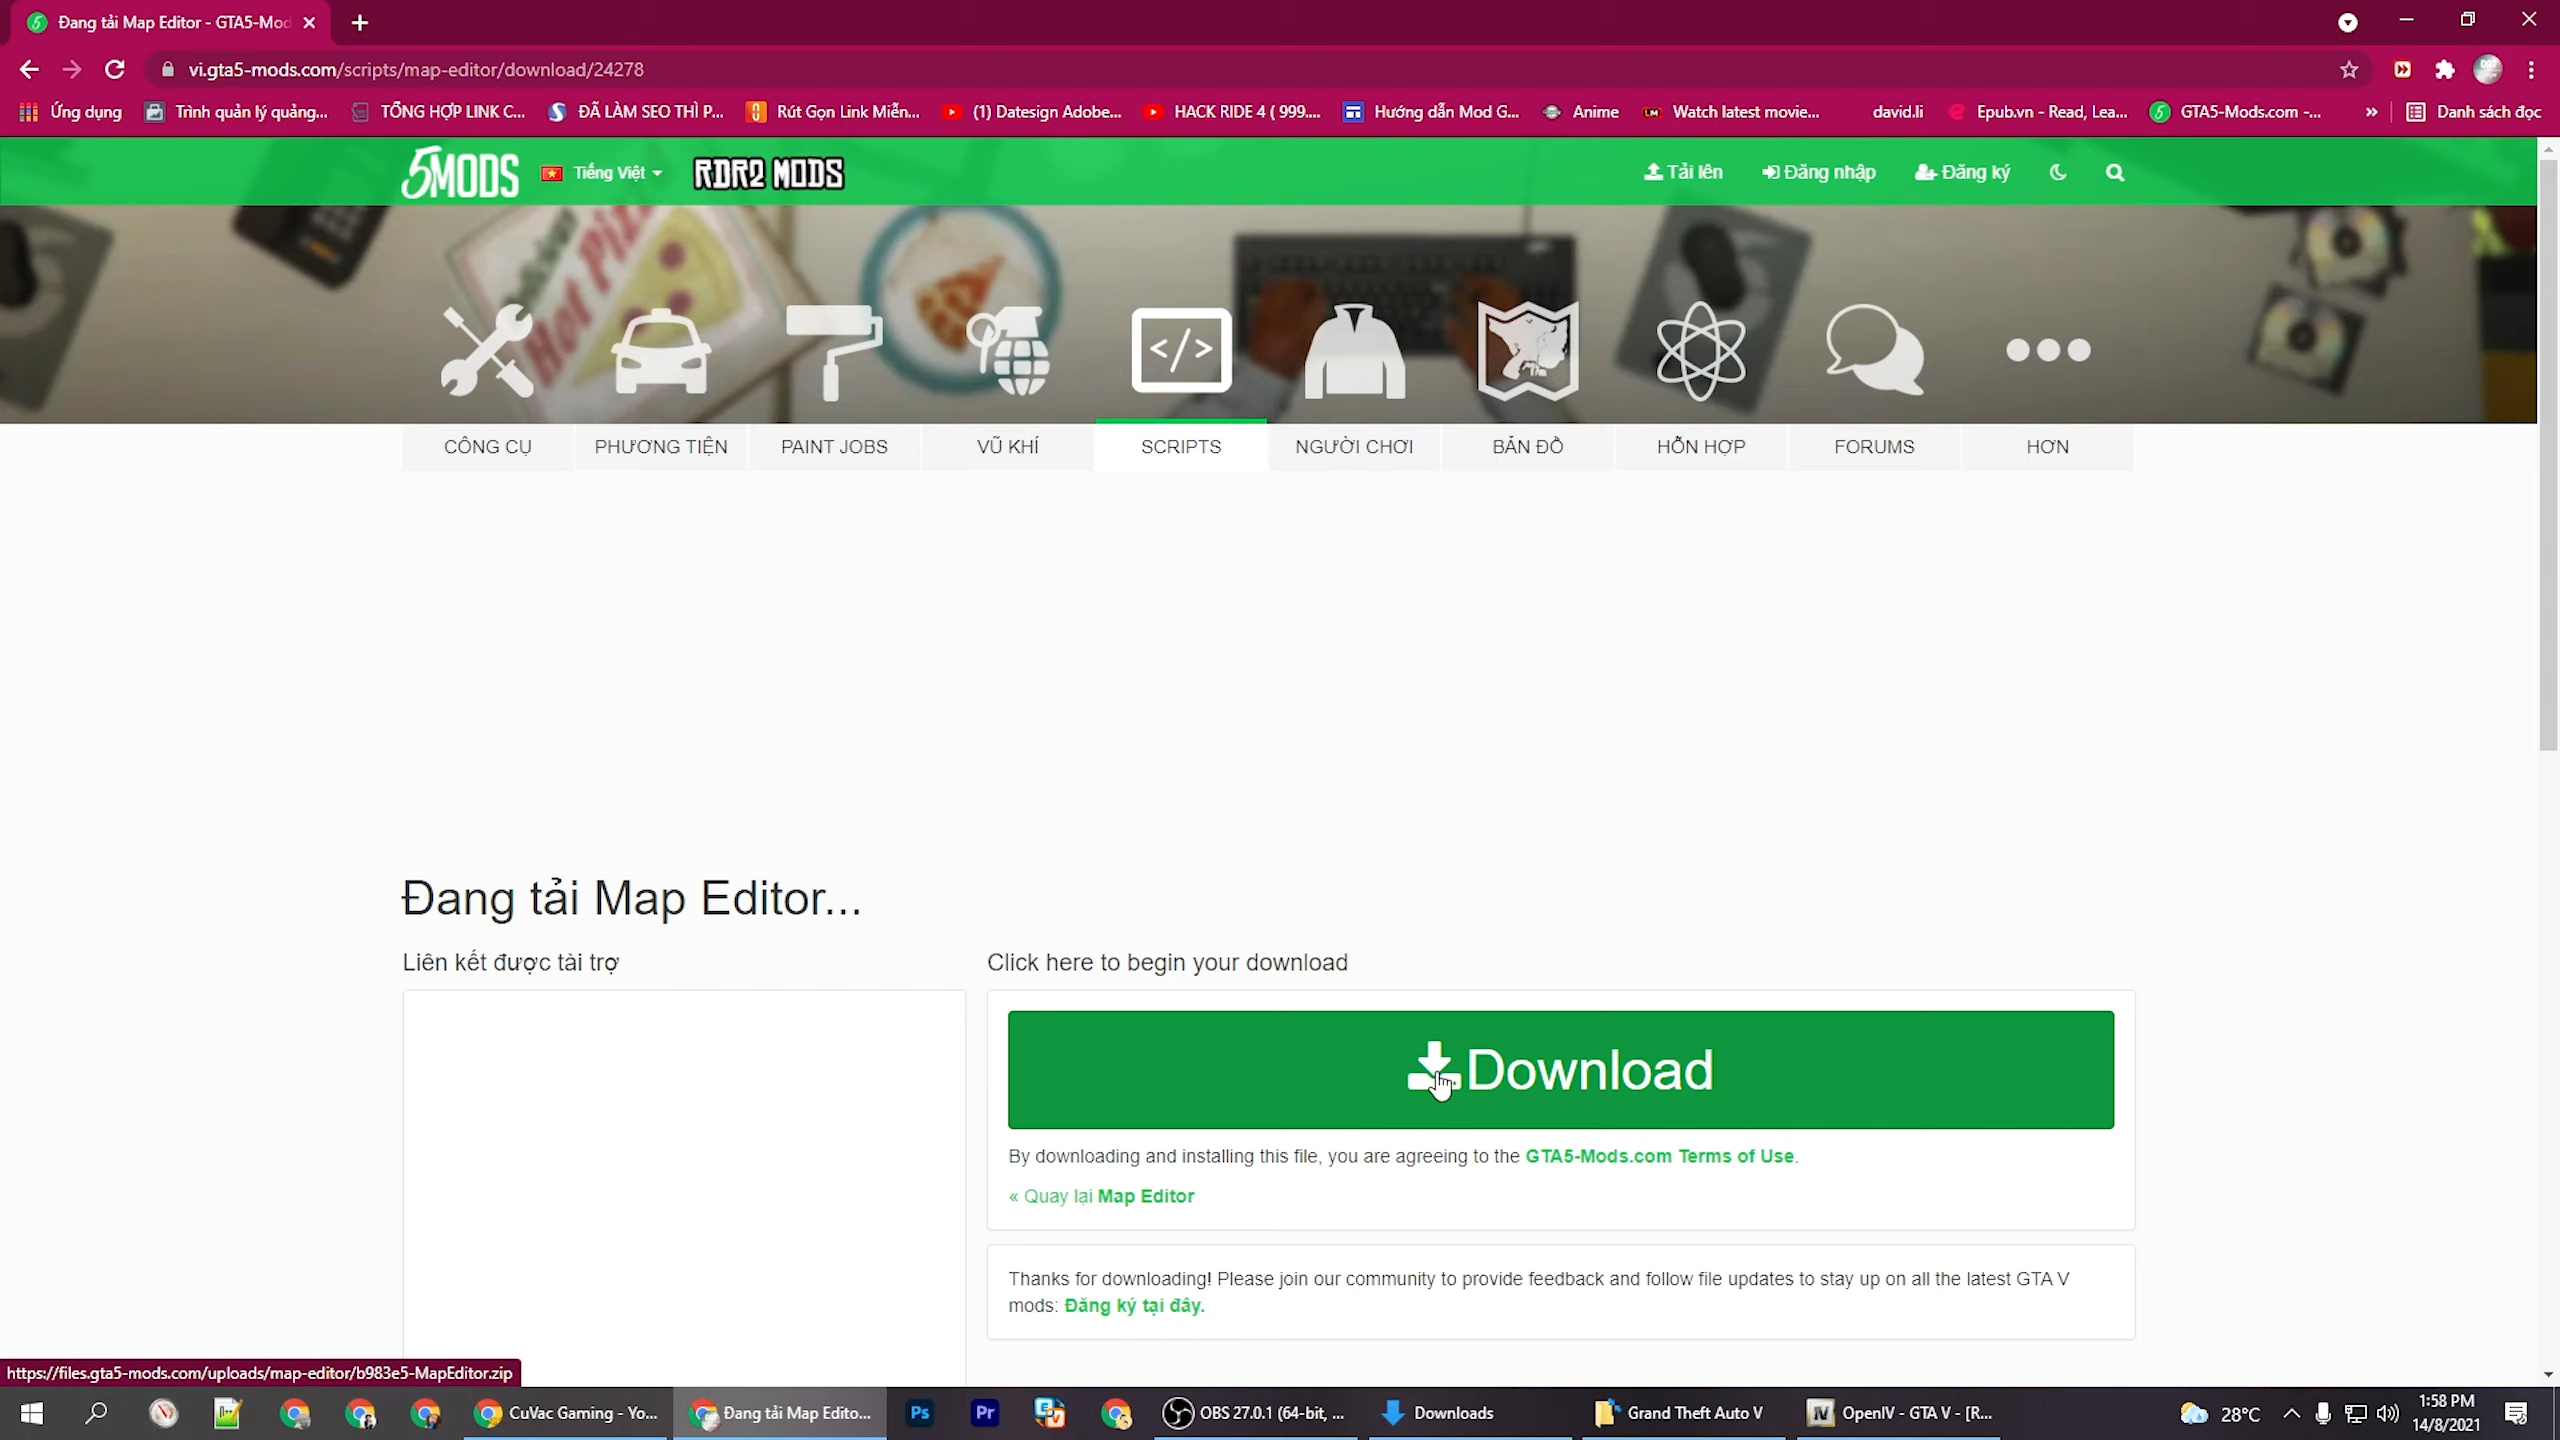 Đang tải Map Editor - GTA5-Mod
vi.gta5-mods.com/scripts/map-editor/download/24278
Ứng dụng
Trình quản lý quảng...
TỔNG HỢP LINK C...
ĐÃ LÀM SEO THÌ P...
Rút Gọn Link Miễn...
(1) Datesign Adobe...
HACK RIDE 4 ( 999....
Hướng dẫn Mod G...
Anime
Watch latest movie...
david.li
Epub.vn - Read, Lea...
GTA5-Mods.com -...
»
Danh sách đọc
5MODS
Tiếng Việt
RDR2 MODS
Tải lên
Đăng nhập
Đăng ký
CÔNG CỤ
PHƯƠNG TIỆN
PAINT JOBS
VŨ KHÍ
SCRIPTS
NGƯỜI CHƠI
BẢN ĐỒ
HỖN HỢP
FORUMS
HƠN
Đang tải Map Editor...
Liên kết được tài trợ
Click here to begin your download
Download
By downloading and installing this file, you are agreeing to the GTA5-Mods.com Terms of Use.
« Quay lại Map Editor
Thanks for downloading! Please join our community to provide feedback and follow file updates to stay up on all the latest GTA V
mods: Đăng ký tại đây.
https://files.gta5-mods.com/uploads/map-editor/b983e5-MapEditor.zip
CuVac Gaming - Yo...
Đang tải Map Edito...
Ps
Pr
OBS 27.0.1 (64-bit, ...
Downloads
Grand Theft Auto V
IV
OpenIV - GTA V - [R...
28°C
1:58 PM
14/8/2021